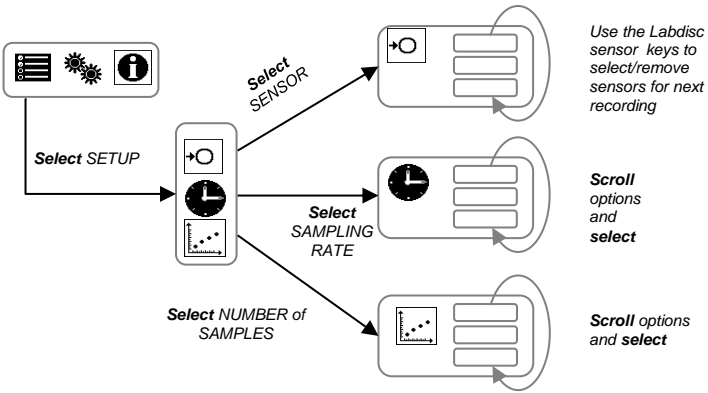 Select SETUP
Select
SENSOR
Use the Labdisc
sensor keys to
select/remove
sensors for next
recording
Select
SAMPLING
RATE
Scroll
options
and
select
Select NUMBER of
SAMPLES
Scroll options
and select